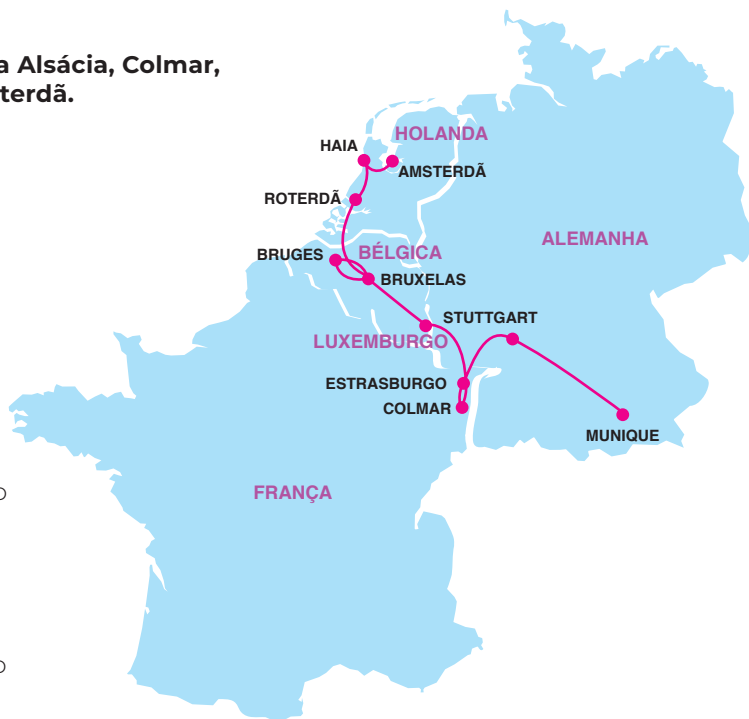 a Alsácia, Colmar,
terdã.
HOLANDA
HAIA
AMSTERDÃ
ROTERDÃ
ALEMANHA
BRUGES
BÉLGICA
BRUXELAS
STUTTGART
LUXEMBURGO
ESTRASBURGO
COLMAR
MUNIQUE
FRANÇA
O
O